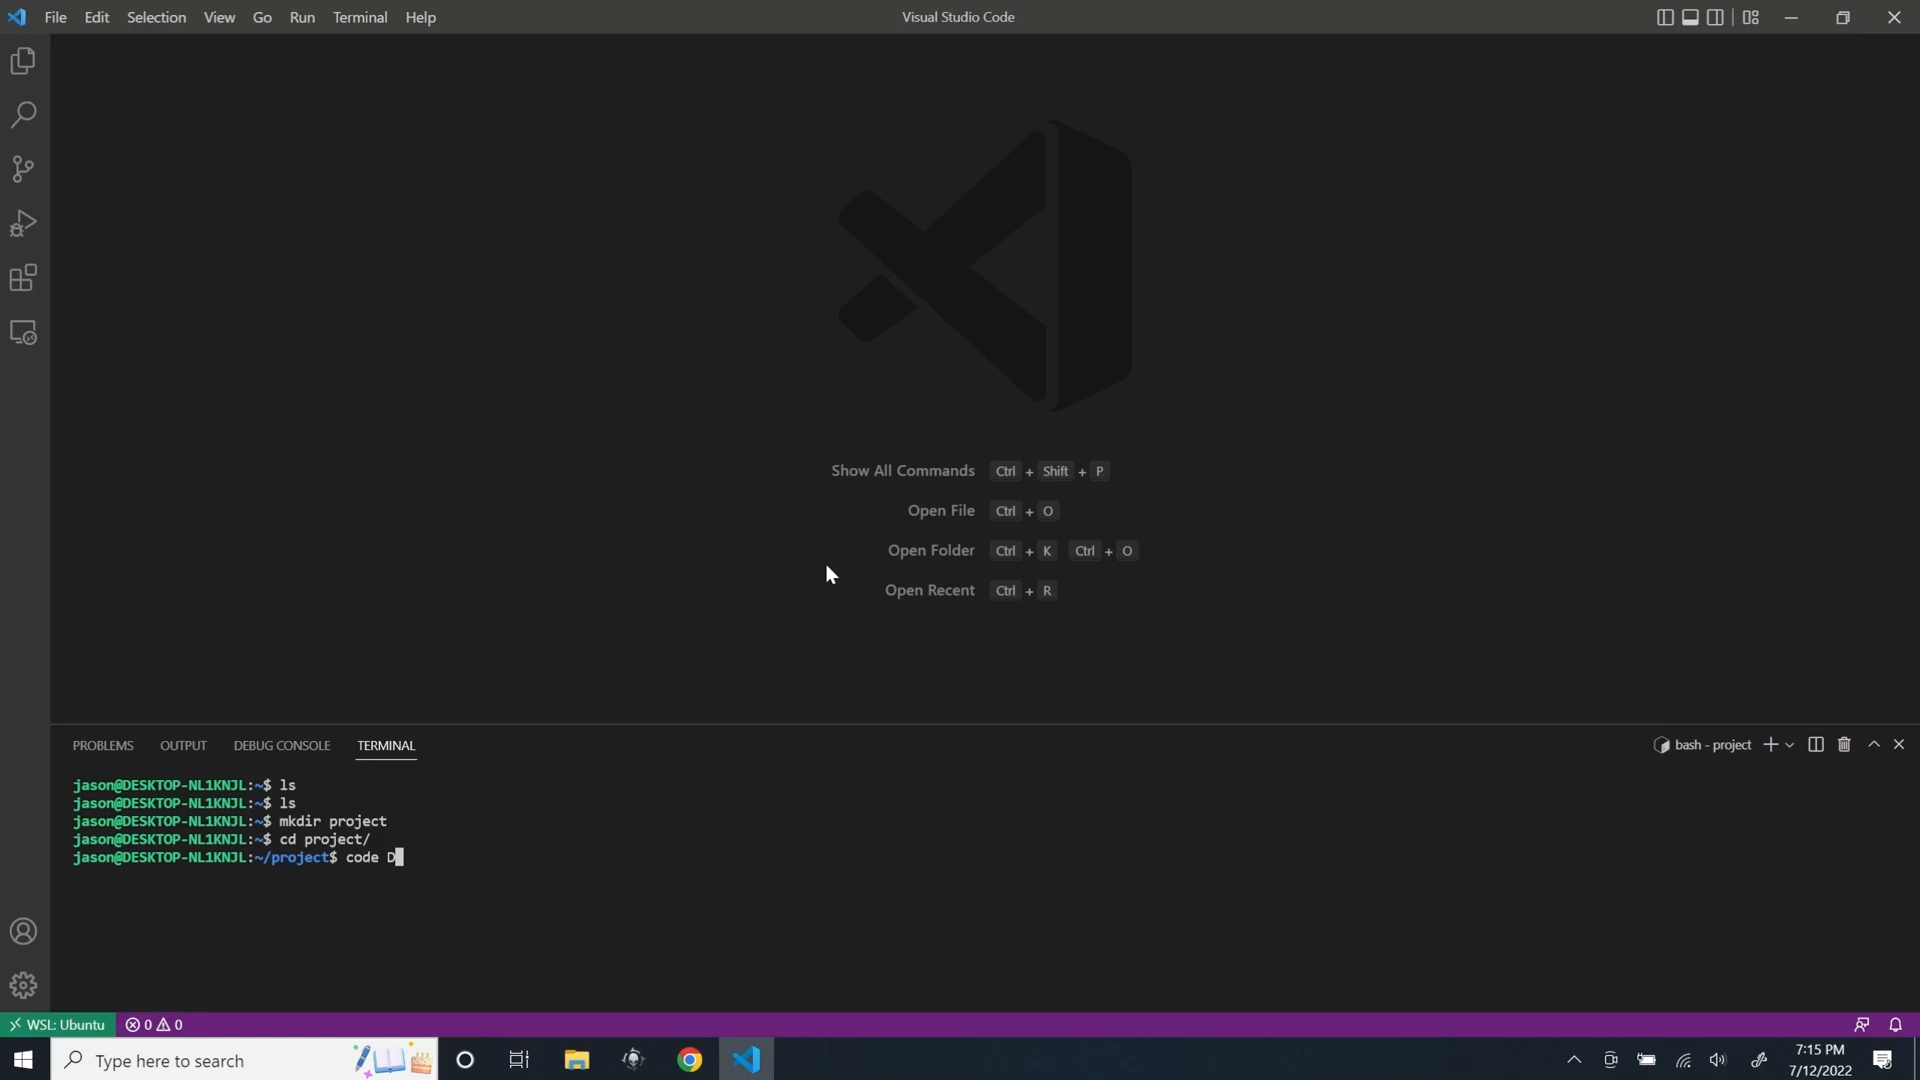 File Edit Selection View Go Run Terminal Help
Visual Studio Code
Show All Commands Ctrl + Shift + P
Open File Ctrl + O
Open Folder Ctrl + K Ctrl + O
Open Recent Ctrl + R
PROBLEMS OUTPUT DEBUG CONSOLE TERMINAL
bash - project
jason@DESKTOP-NL1KNJL:~$ ls
jason@DESKTOP-NL1KNJL:~$ ls
jason@DESKTOP-NL1KNJL:~$ mkdir project
jason@DESKTOP-NL1KNJL:~$ cd project/
jason@DESKTOP-NL1KNJL:~/project$ code D
WSL: Ubuntu 0 0
Type here to search
7:15 PM
7/12/2022